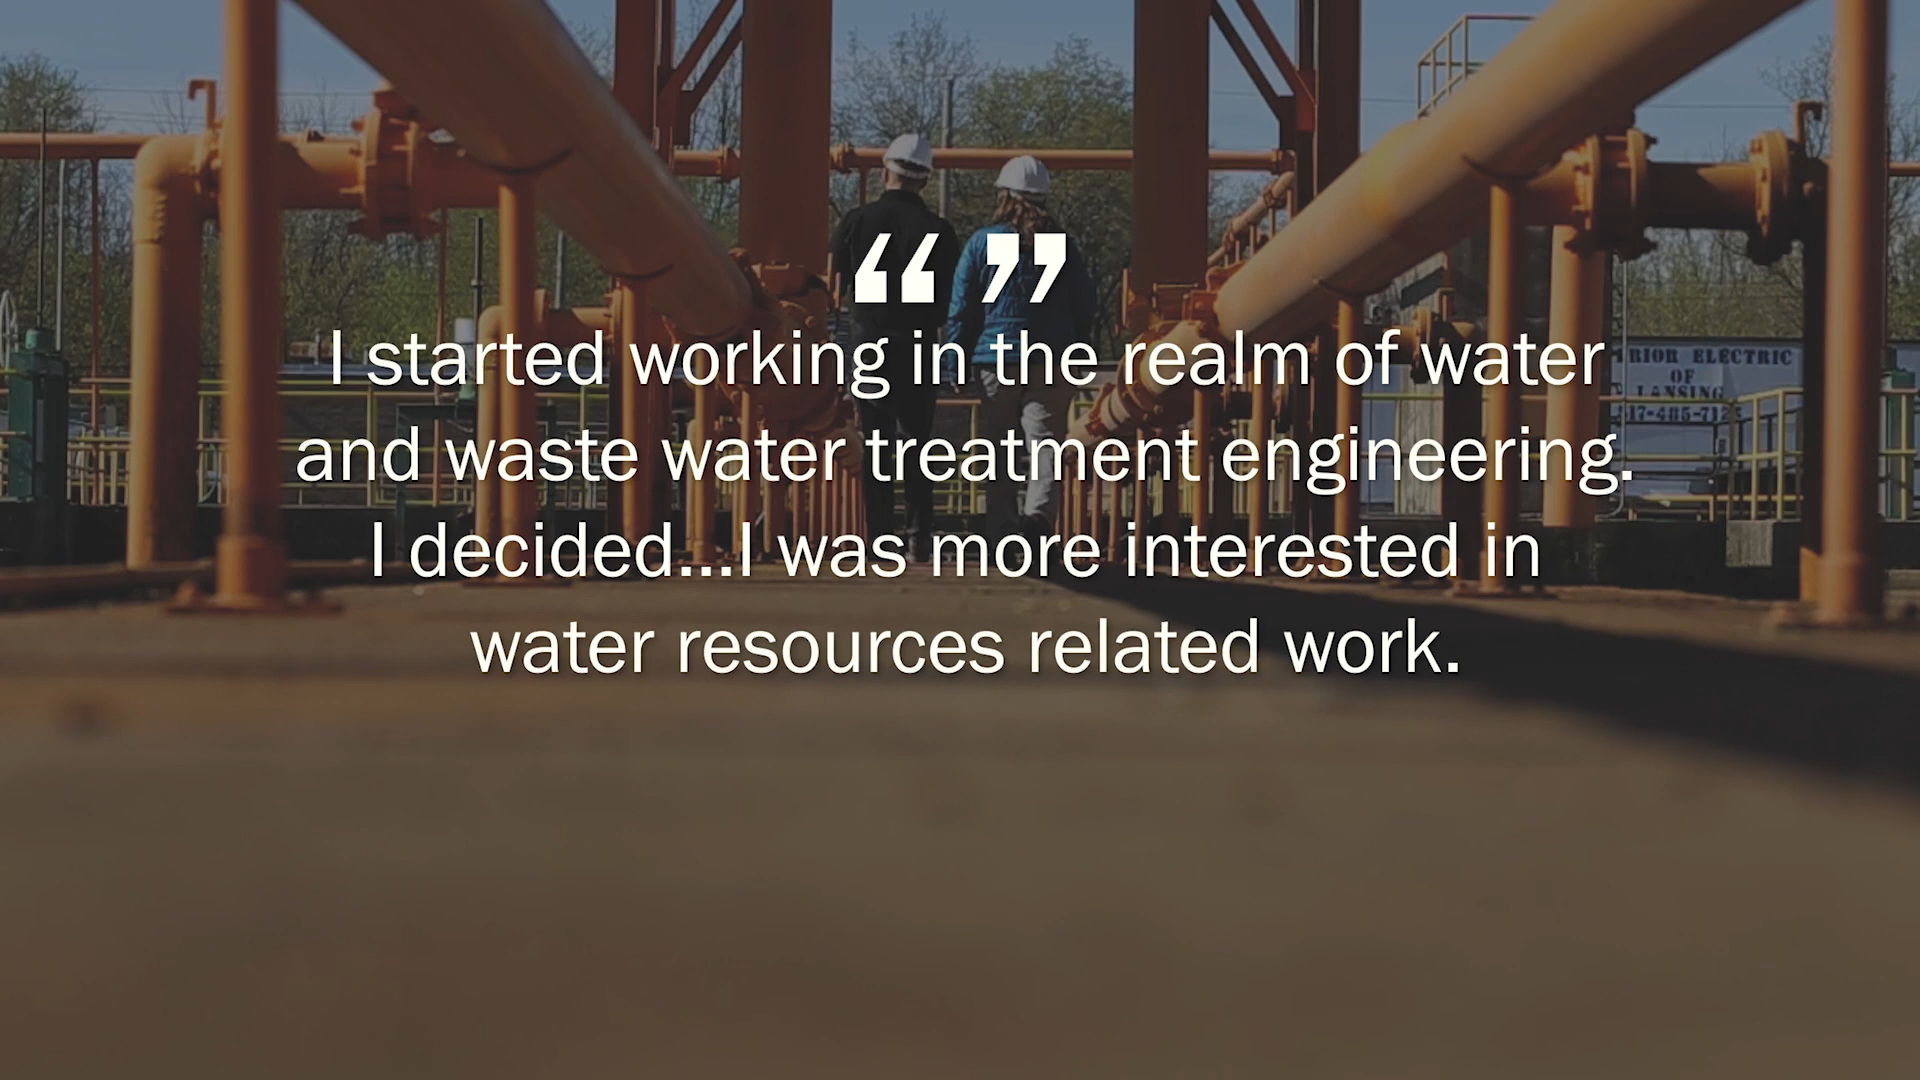 “ ”
I started working in the realm of water
and waste water treatment engineering.
I decided...I was more interested in
water resources related work.
RIOR ELECTRIC
OF
LANSING